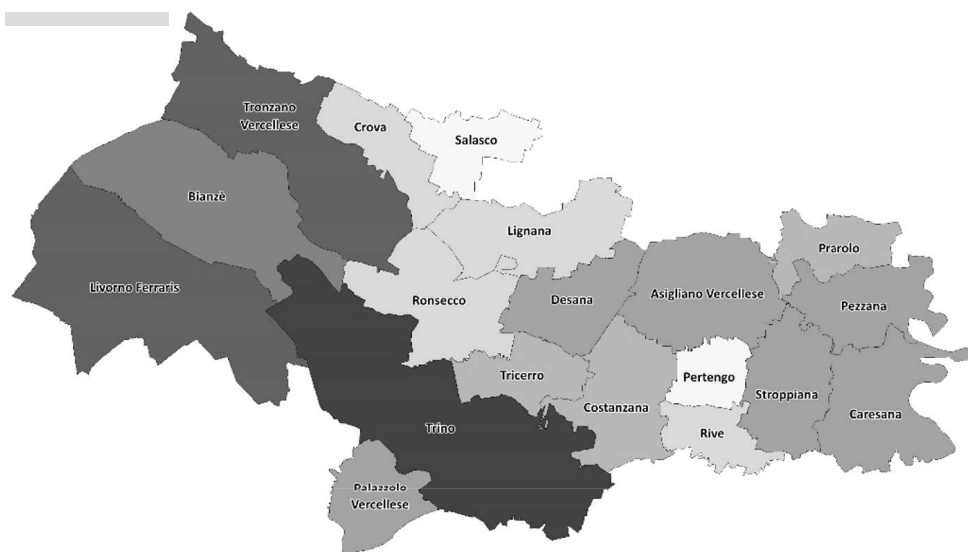 Tronzano
Vercellese
Crova
Salasco
Bianzè
Lignana
Prarolo
Livorno Ferraris
Ronsecco
Desana
Asigliano Vercellese
Pezzana
Tricerro
Pertengo
Stroppiana
Costanzana
Caresana
Trino
Rive
Palazzolo
Vercellese